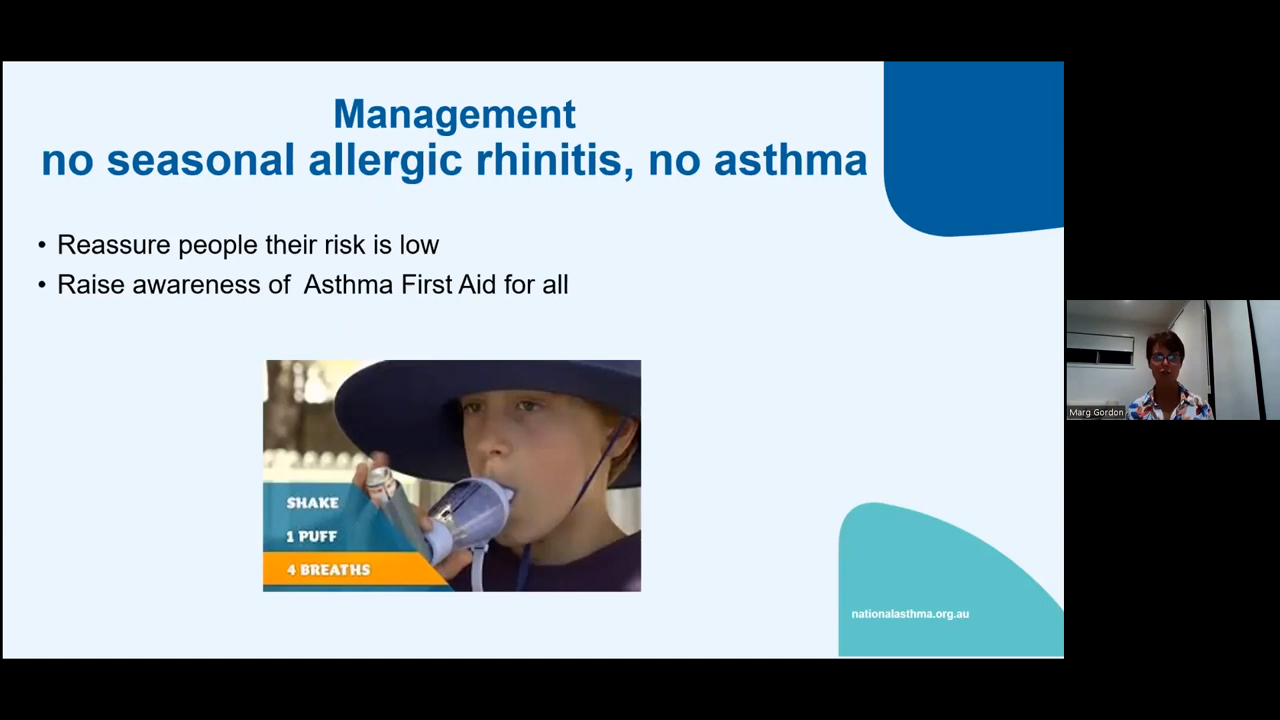 Management
no seasonal allergic rhinitis, no asthma
• Reassure people their risk is low
• Raise awareness of  Asthma First Aid for all
SHAKE
1 PUFF
4 BREATHS
nationalasthma.org.au
Marg Gordon